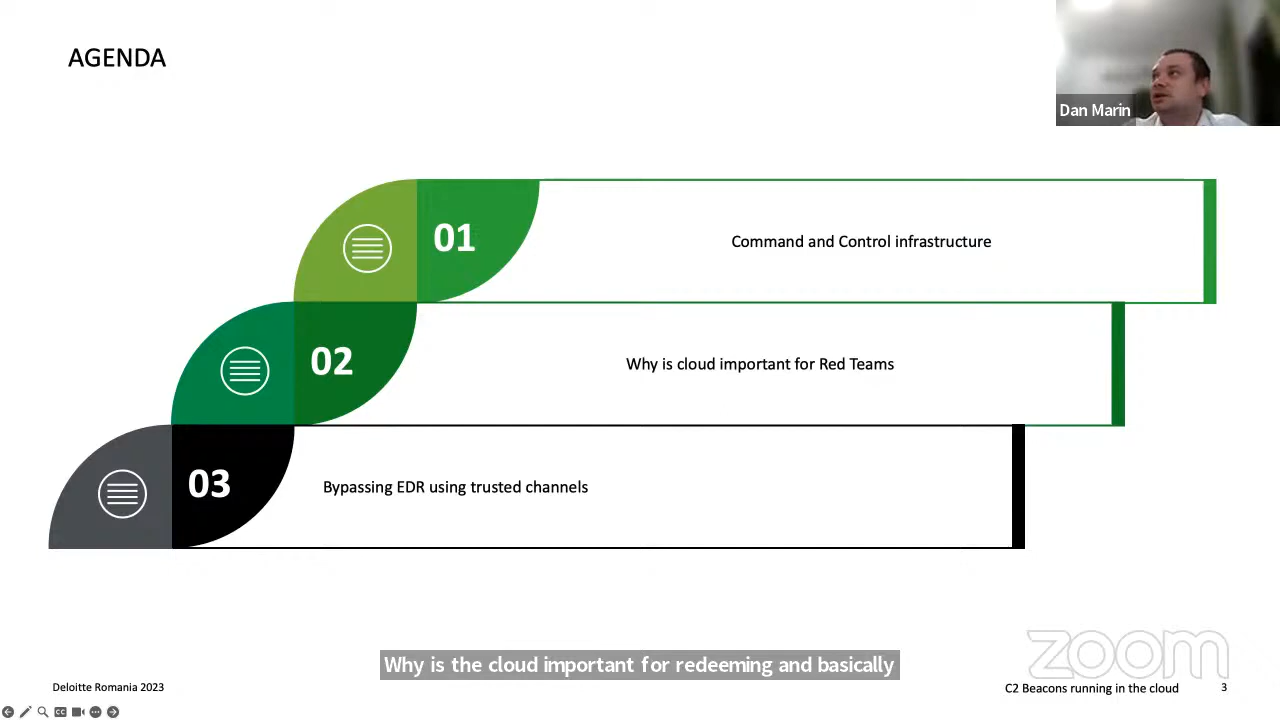 AGENDA
Dan Marin
01
Command and Control infrastructure
02
Why is cloud important for Red Teams
03
Bypassing EDR using trusted channels
Why is the cloud important for redeeming and basically
zoom
Deloitte Romania 2023
C2 Beacons running in the cloud
3
CC